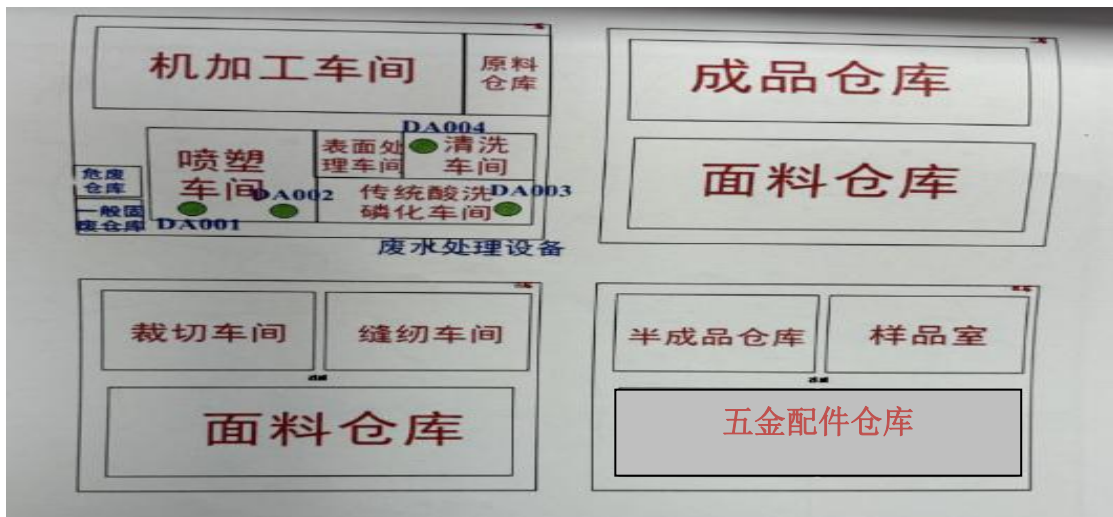 机加工车间
原料
仓库
DA004
喷塑
车间
表面处
理车间
清洗
车间
危废
仓库
一般固
废仓库
DA002
传统酸洗
磷化车间
DA003
DA001
废水处理设备
成品仓库
面料仓库
裁切车间
缝纫车间
面料仓库
半成品仓库
样品室
五金配件仓库